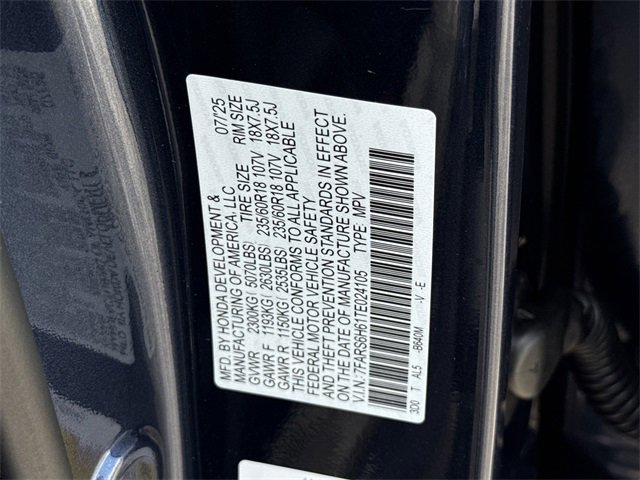 MFD. BY HONDA DEVELOPMENT & 07/25
MANUFACTURING OF AMERICA, LLC
TIRE SIZE RIM SIZE
GVWR 2300KG ( 5070LBS) 235/60R18 107V 18X7.5J
GAWR F 1193KG ( 2630LBS) 235/60R18 107V 18X7.5J
GAWR R 1150KG ( 2535LBS)
THIS VEHICLE CONFORMS TO ALL APPLICABLE
FEDERAL MOTOR VEHICLE SAFETY
AND THEFT PREVENTION STANDARDS IN EFFECT
ON THE DATE OF MANUFACTURE SHOWN ABOVE.
V.I.N.: 7FARS6H61TE024105 TYPE: MPV
300 T AL5 -B640M -V -E